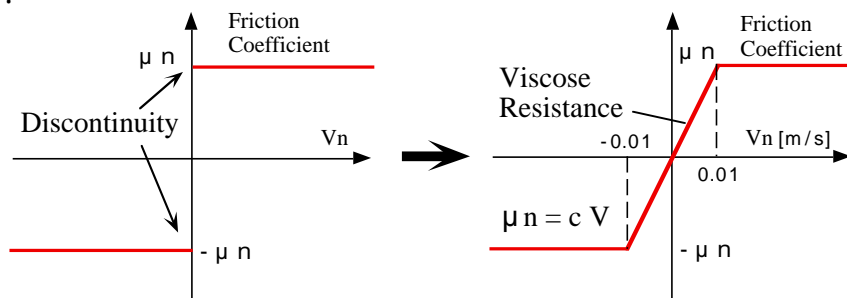 Friction
Coefficient
μ n
Discontinuity
Vn
- μ n
Friction
Coefficient
μ n
Viscose
Resistance
- 0.01
Vn [m/s]
0.01
μ n = c V
- μ n